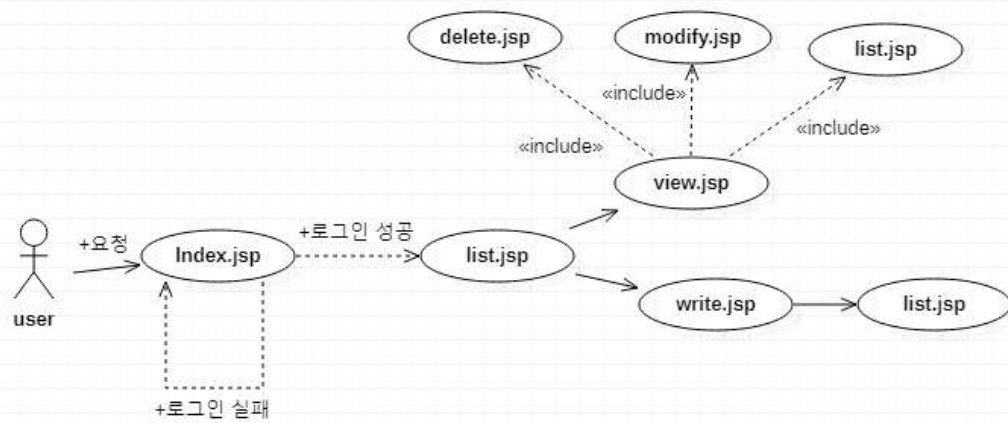 delete.jsp
modify.jsp
list.jsp
«include»
«include»
«include»
view.jsp
+요청
Index.jsp
+로그인 성공
list.jsp
user
write.jsp
list.jsp
+로그인 실패